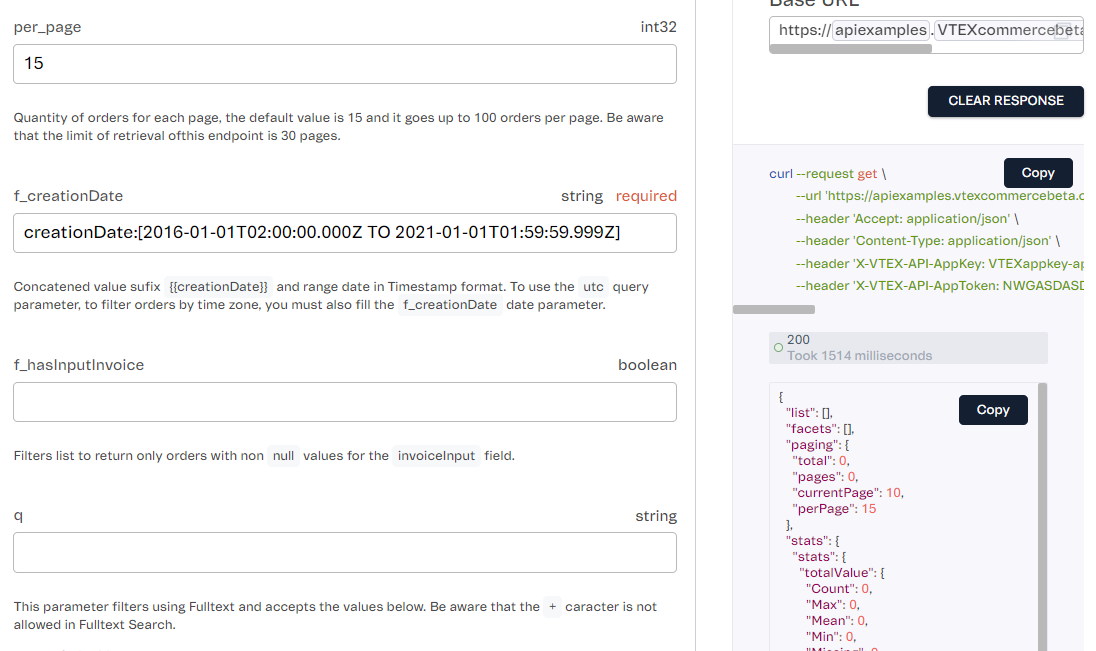 per_page int32
15
Quantity of orders for each page, the default value is 15 and it goes up to 100 orders per page. Be aware
that the limit of retrieval ofthis endpoint is 30 pages.
f_creationDate string required
creationDate:[2016-01-01T02:00:00.000Z TO 2021-01-01T01:59:59.999Z]
Concatened value sufix {{creationDate}} and range date in Timestamp format. To use the utc query
parameter, to filter orders by time zone, you must also fill the f_creationDate date parameter.
f_hasInputInvoice boolean
Filters list to return only orders with non null values for the invoiceInput field.
q string
This parameter filters using Fulltext and accepts the values below. Be aware that the + caracter is not
allowed in Fulltext Search.
Base URL
https://apiexamples.VTEXcommercebeta
CLEAR RESPONSE
Copy
curl --request get \
--url 'https://apiexamples.vtexcommercebeta.c
--header 'Accept: application/json' \
--header 'Content-Type: application/json' \
--header 'X-VTEX-API-AppKey: VTEXappkey-ap
--header 'X-VTEX-API-AppToken: NWGASDASD
200
Took 1514 milliseconds
Copy
{
"list": [],
"facets": [],
"paging": {
"total": 0,
"pages": 0,
"currentPage": 10,
"perPage": 15
},
"stats": {
"stats": {
"totalValue": {
"Count": 0,
"Max": 0,
"Mean": 0,
"Min": 0,
"Missing": 0